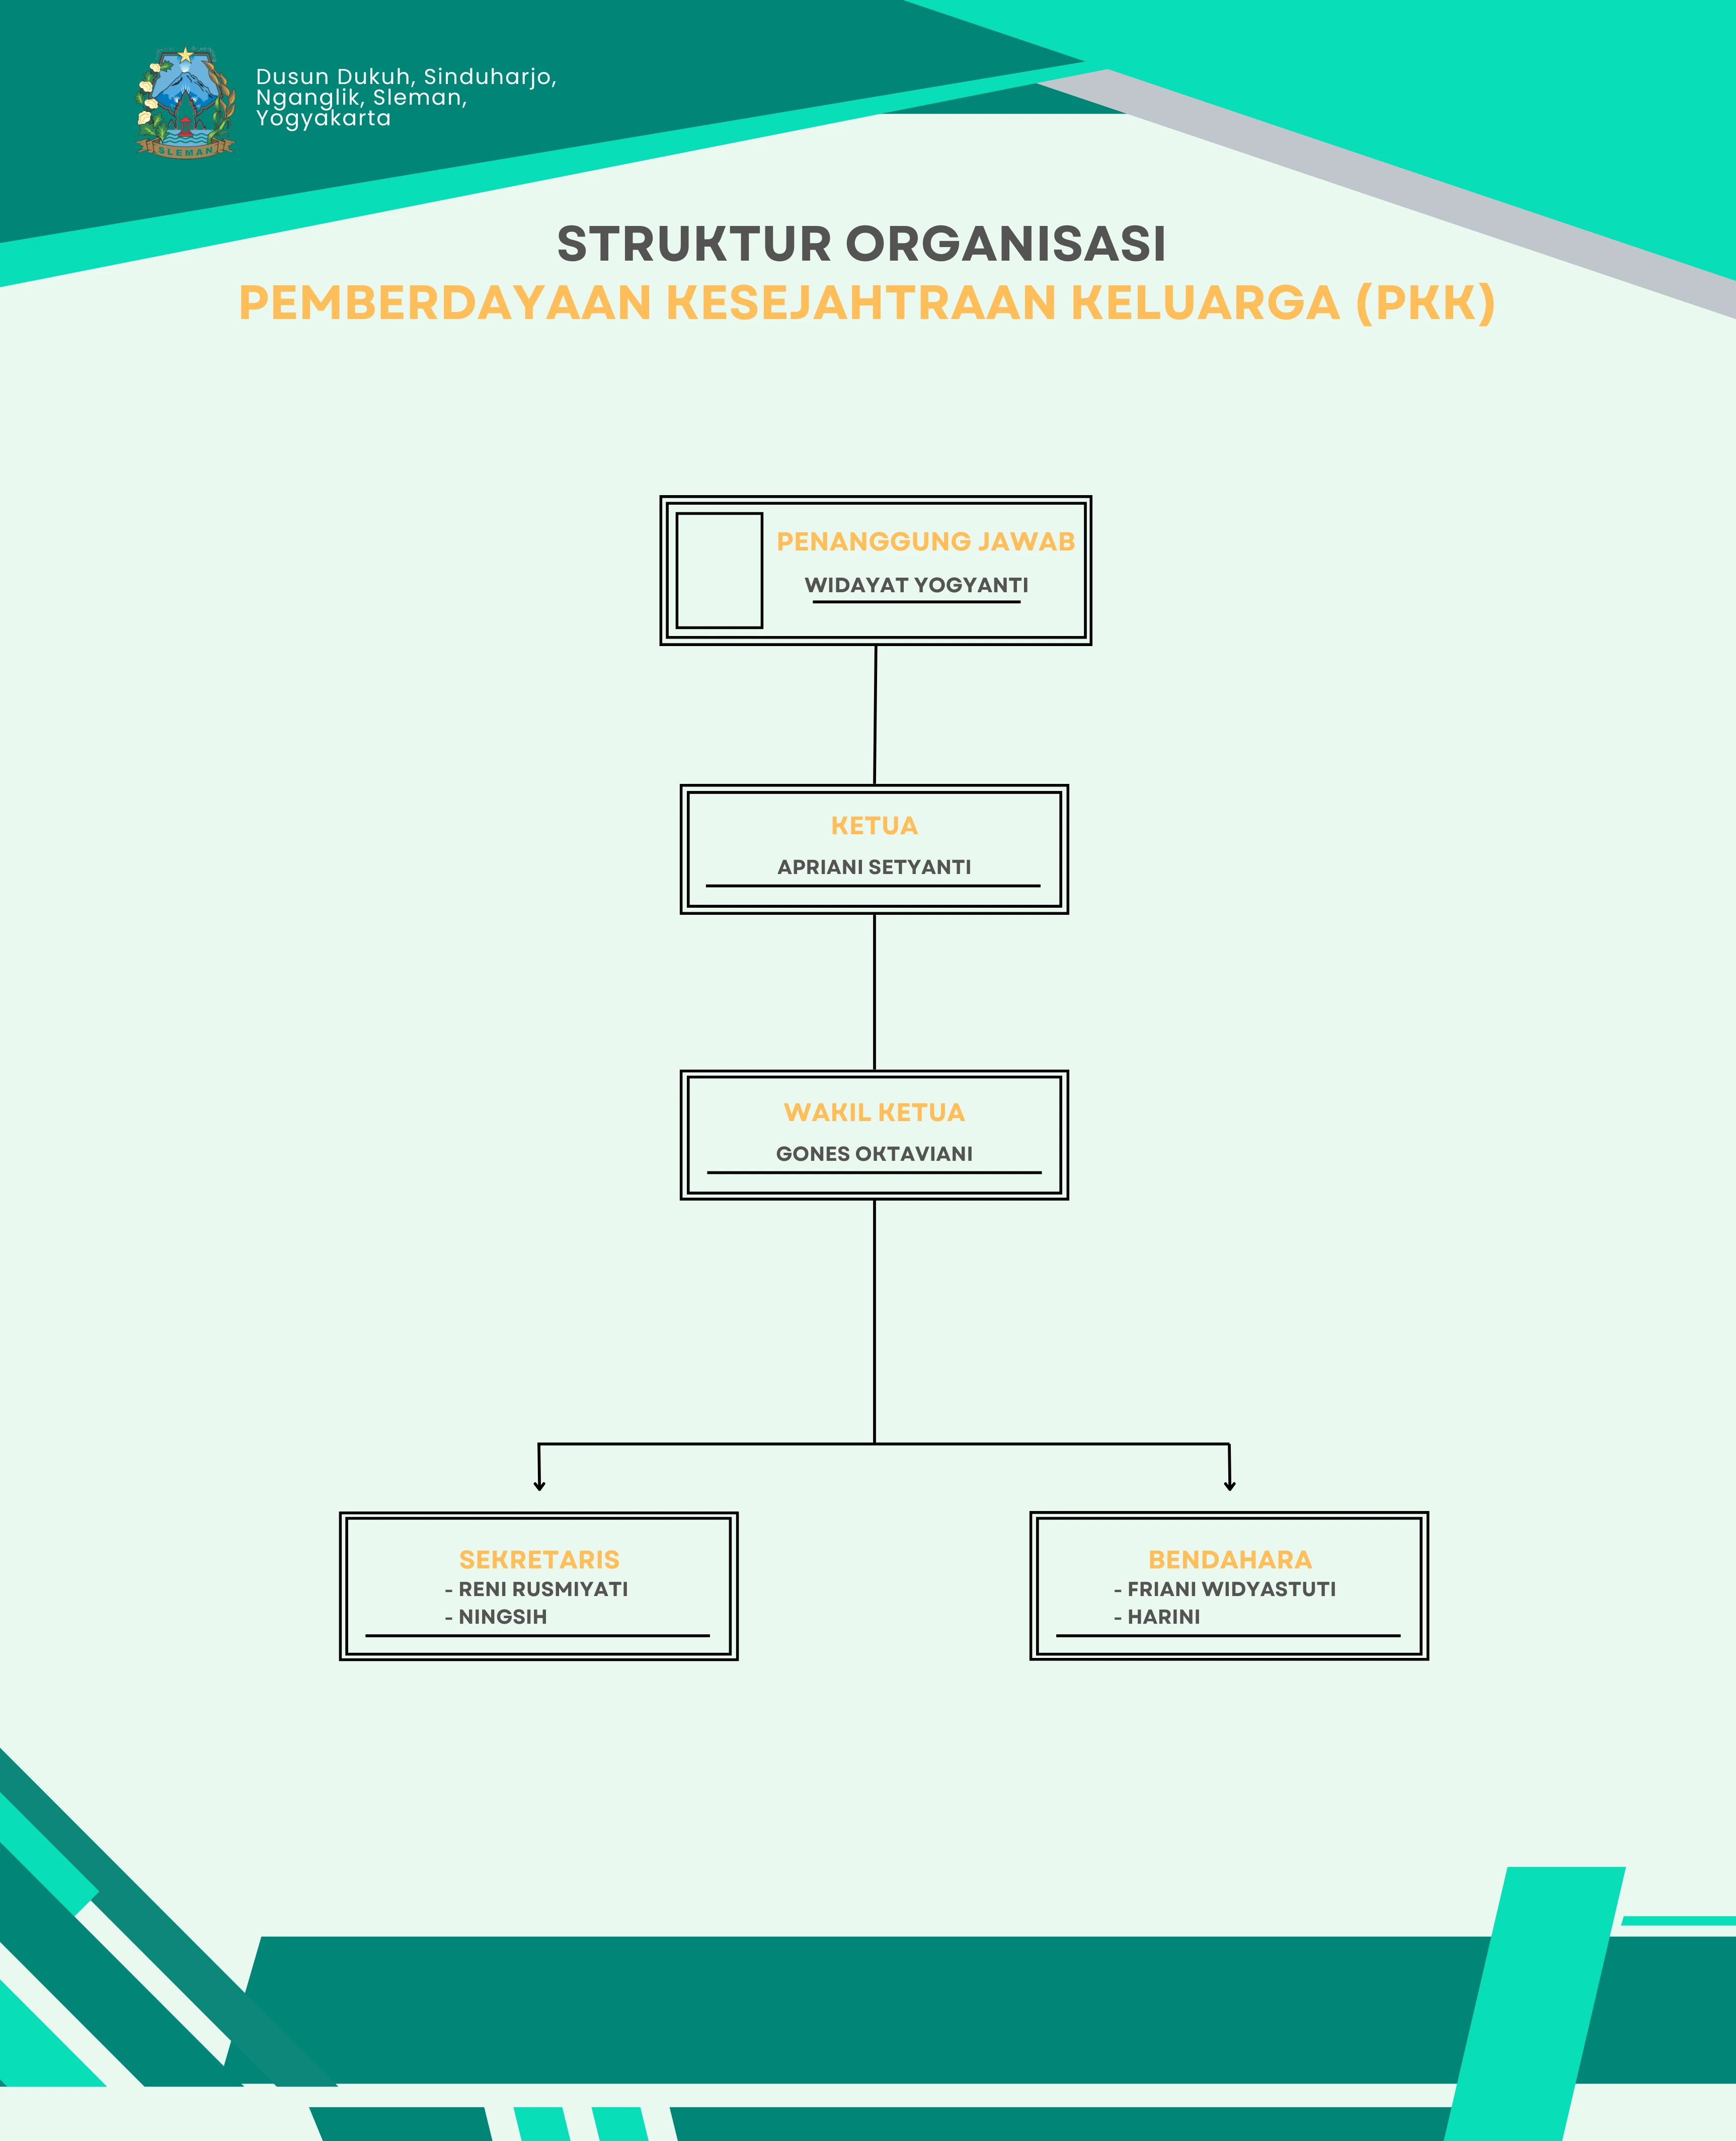 Dusun Dukuh, Sinduharjo,
Nganglik, Sleman,
Yogyakarta
SLEMAN
STRUKTUR ORGANISASI
PEMBERDAYAAN KESEJAHTRAAN KELUARGA (PKK)
PENANGGUNG JAWAB
WIDAYAT YOGYANTI
KETUA
APRIANI SETYANTI
WAKIL KETUA
GONES OKTAVIANI
SEKRETARIS
- RENI RUSMIYATI
- NINGSIH
BENDAHARA
- FRIANI WIDYASTUTI
- HARINI